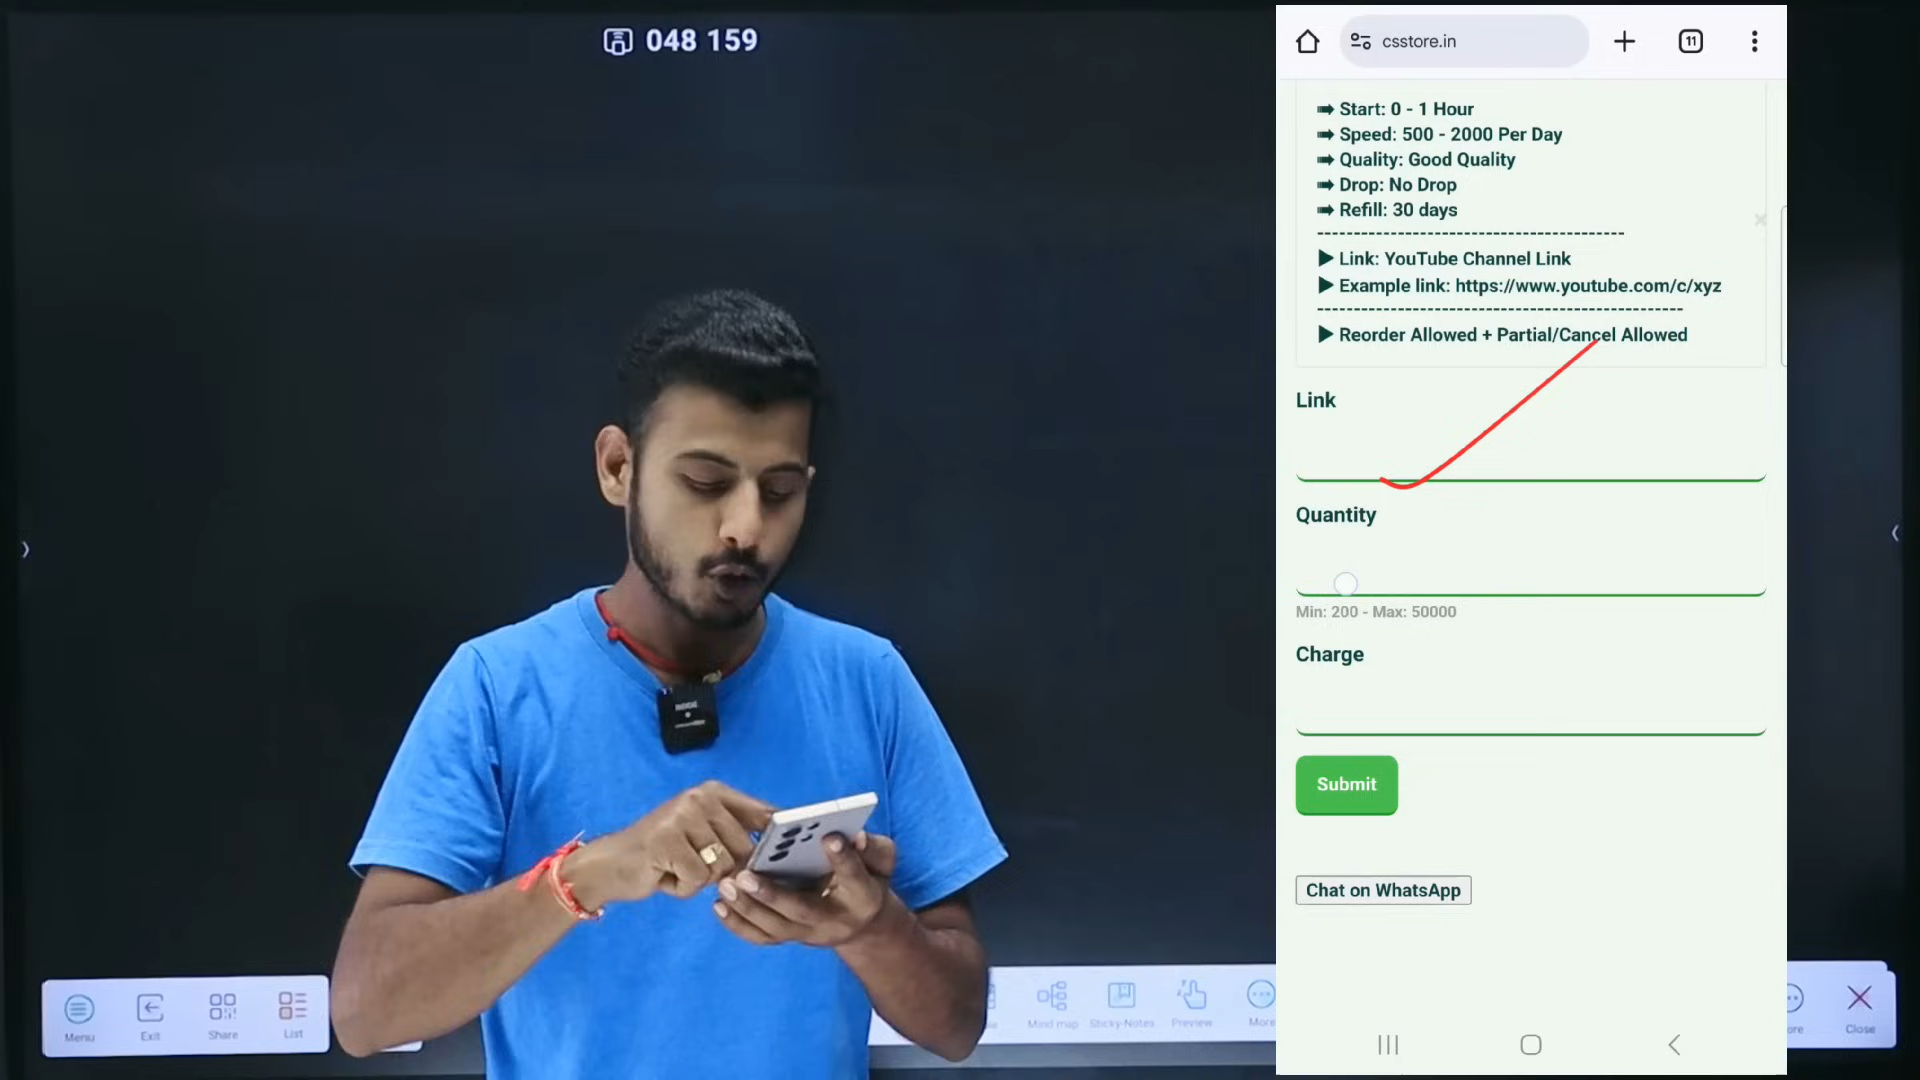 048 159
csstore.in
11
➡ Start: 0 - 1 Hour
➡ Speed: 500 - 2000 Per Day
➡ Quality: Good Quality
➡ Drop: No Drop
➡ Refill: 30 days
------------------------------------------
▶ Link: YouTube Channel Link
▶ Example link: https://www.youtube.com/c/xyz
--------------------------------------------------
▶ Reorder Allowed + Partial/Cancel Allowed
Link
Quantity
Min: 200 - Max: 50000
Charge
Submit
Chat on WhatsApp
Menu
Exit
Share
List
Mind map
Sticky-Notes
Preview
More
Close